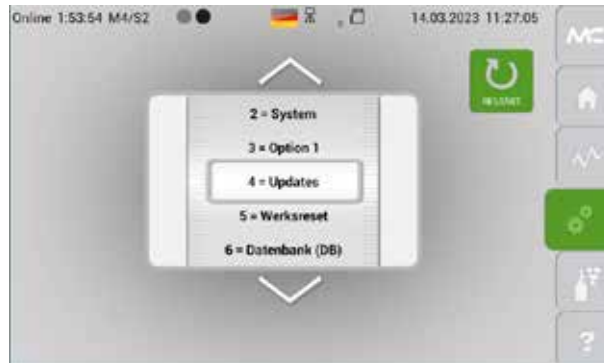 Online 1:53:54 M4/S2
14.03.2023 11:27:05
MC
RESTART
2 = System
3 = Option 1
4 = Updates
5 = Werksreset
6 = Datenbank (DB)
?